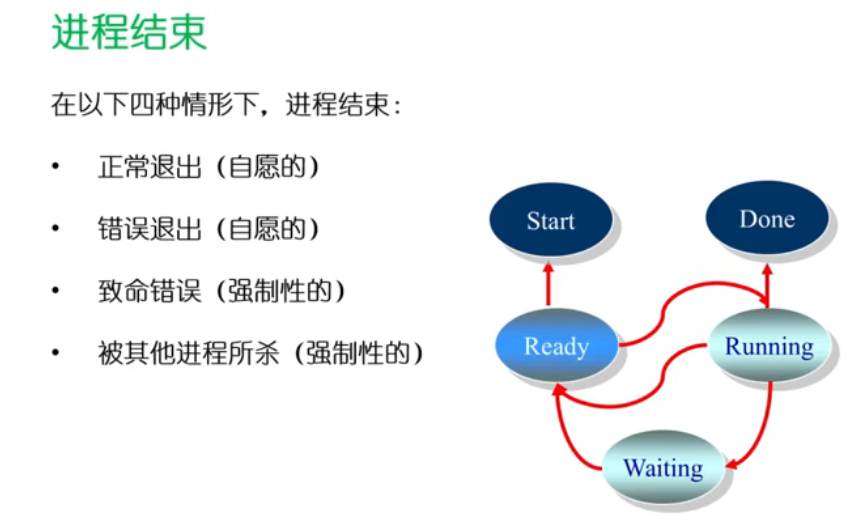 进程结束
在以下四种情形下，进程结束：
• 正常退出（自愿的）
• 错误退出（自愿的）
• 致命错误（强制性的）
• 被其他进程所杀（强制性的）
Start
Done
Ready
Running
Waiting